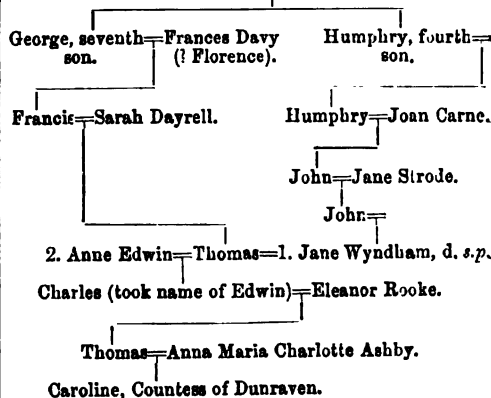 George, seventh=Frances Davy Humphry, fourth=
son. (? Florence). son.
Francis=Sarah Dayrell. Humphry=Joan Carne.
John=Jane Strode.
John=
2. Anne Edwin=Thomas=1. Jane Wyndham, d. s.p.
Charles (took name of Edwin)=Eleanor Rooke.
Thomas=Anna Maria Charlotte Ashby.
Caroline, Countess of Dunraven.